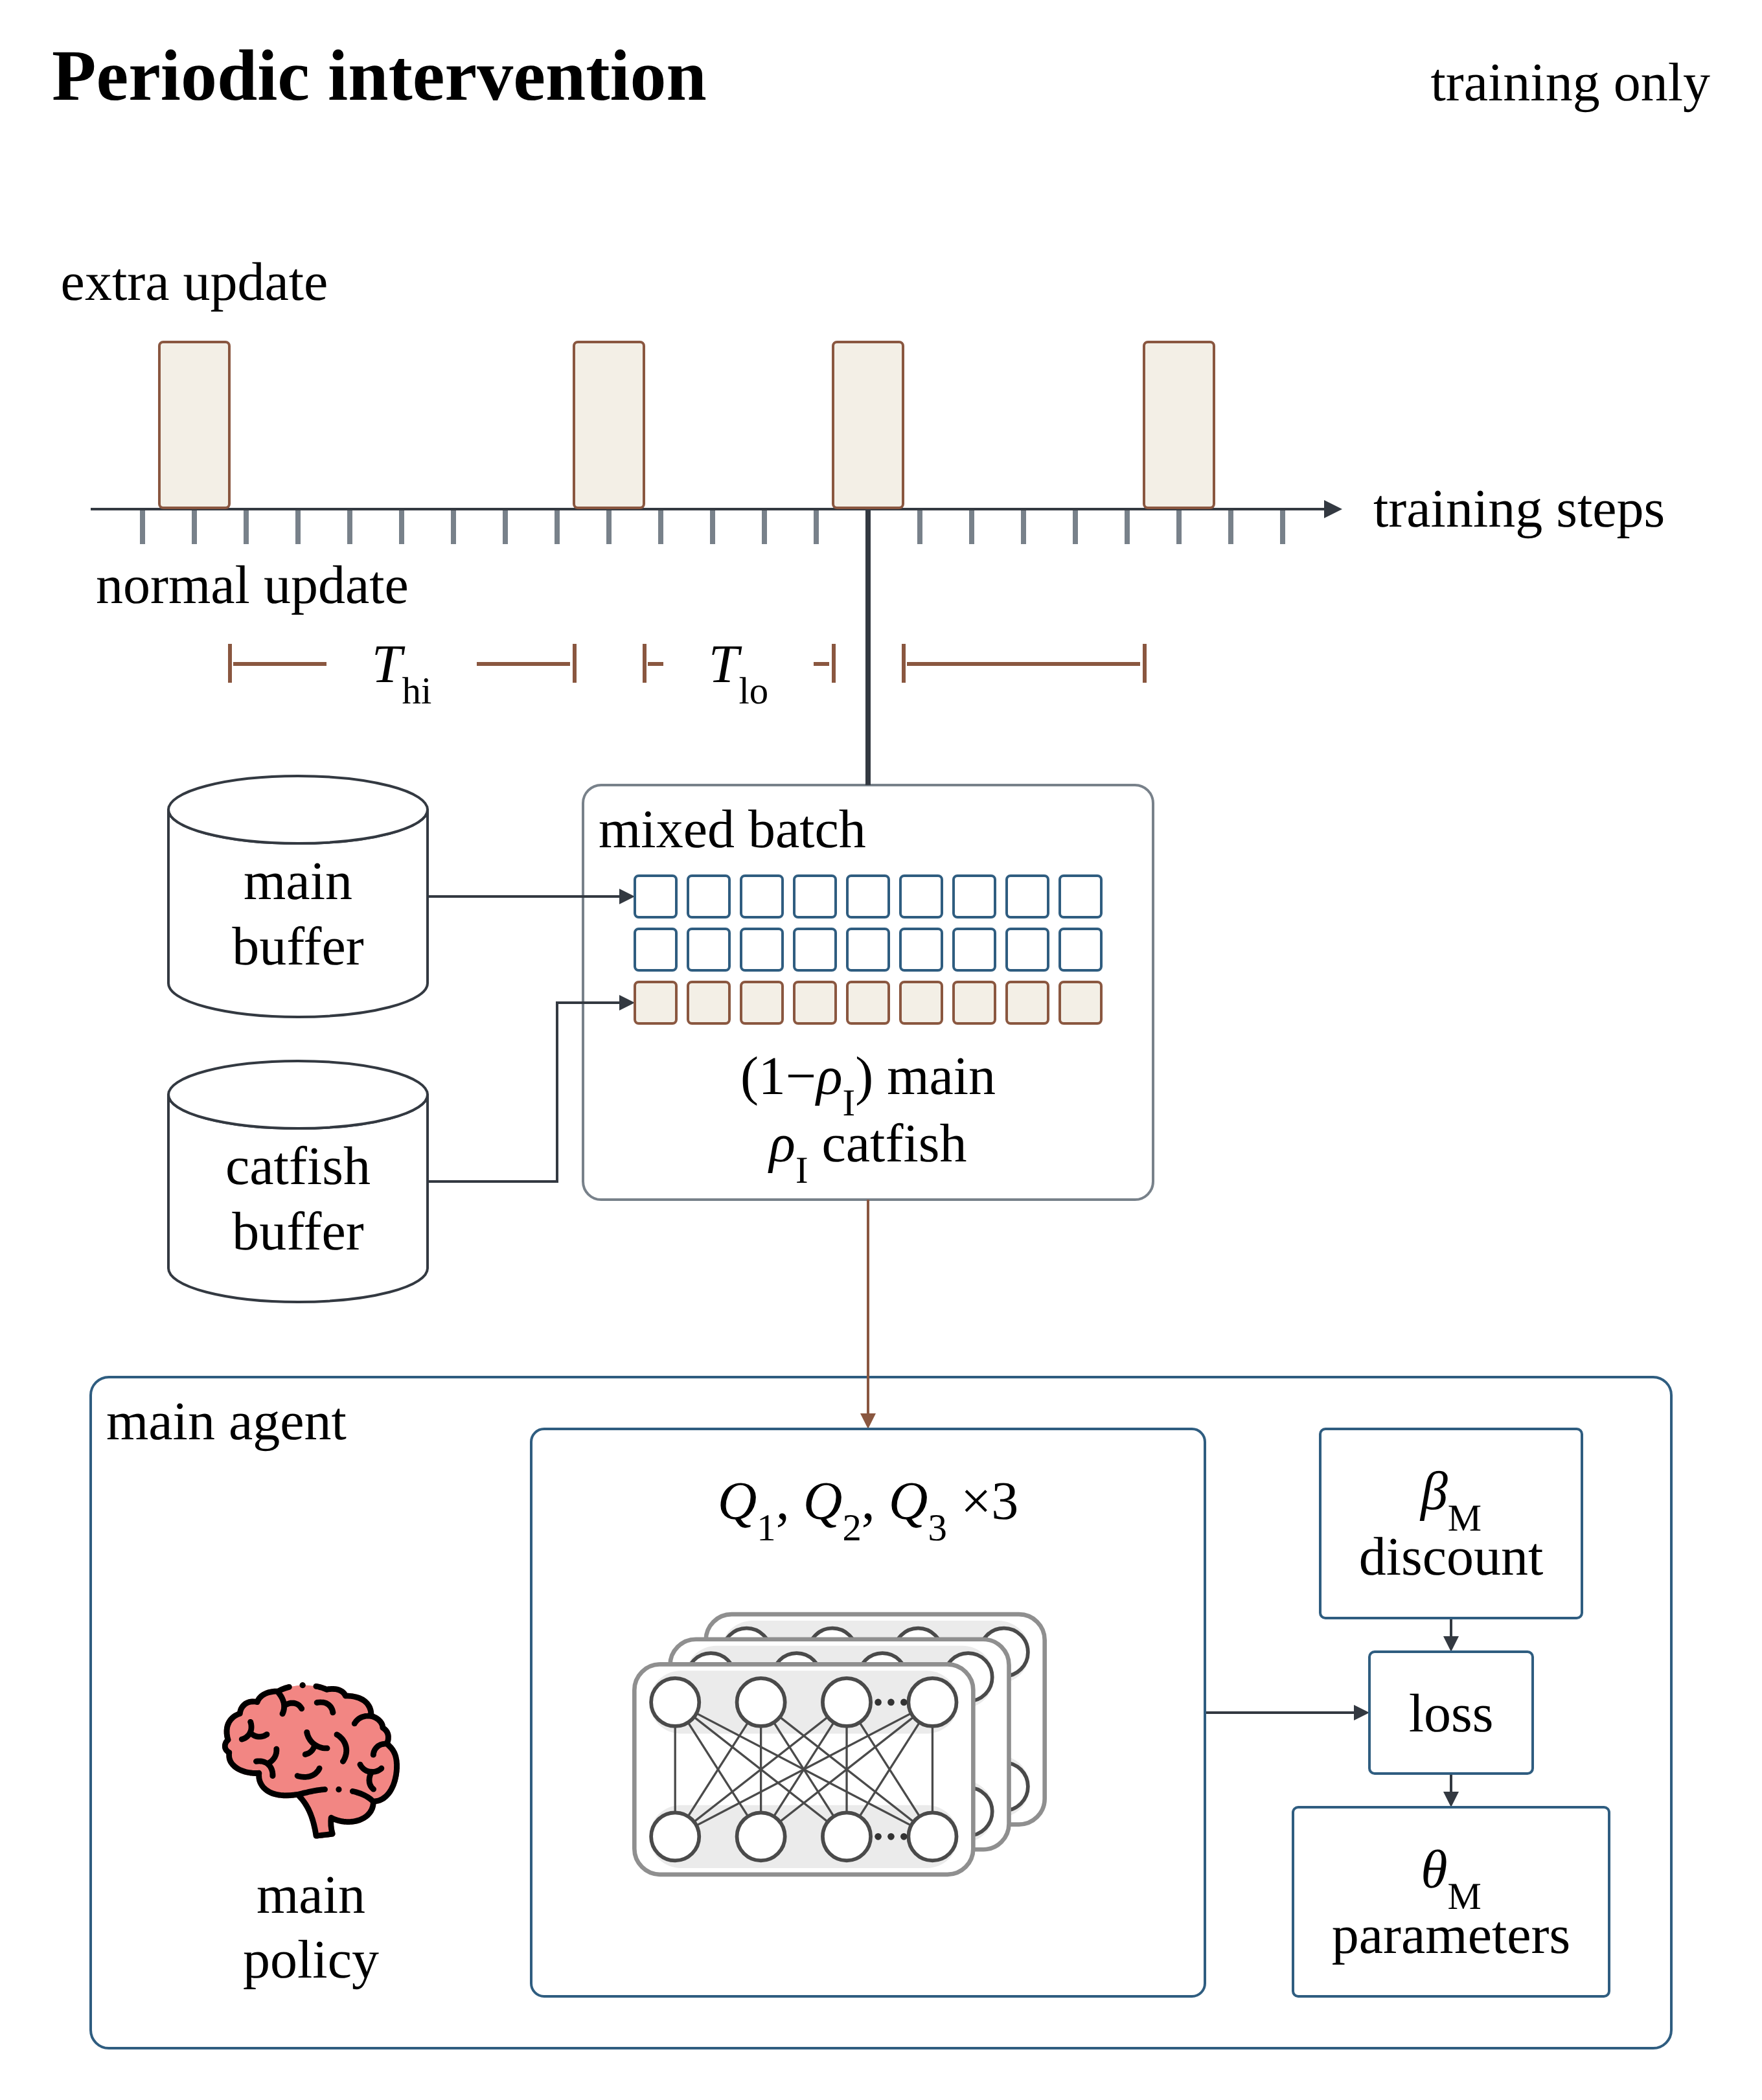 Periodic intervention
training only
extra update
training steps
normal update
T_hi
T_lo
main
buffer
mixed batch
(1−ρ_I) main
ρ_I catfish
catfish
buffer
main agent
Q_1, Q_2, Q_3 ×3
β_M
discount
loss
θ_M
parameters
main
policy